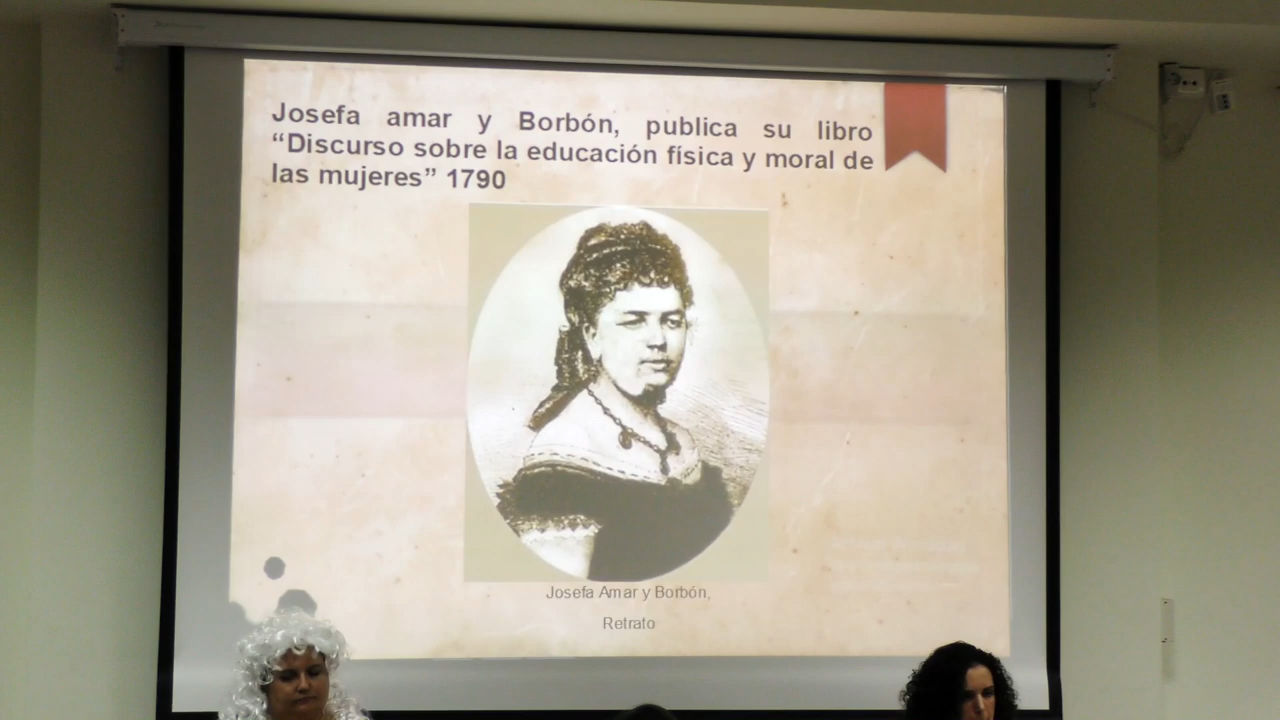 Josefa amar y Borbón, publica su libro
“Discurso sobre la educación física y moral de
las mujeres” 1790
Josefa Amar y Borbón,
Retrato